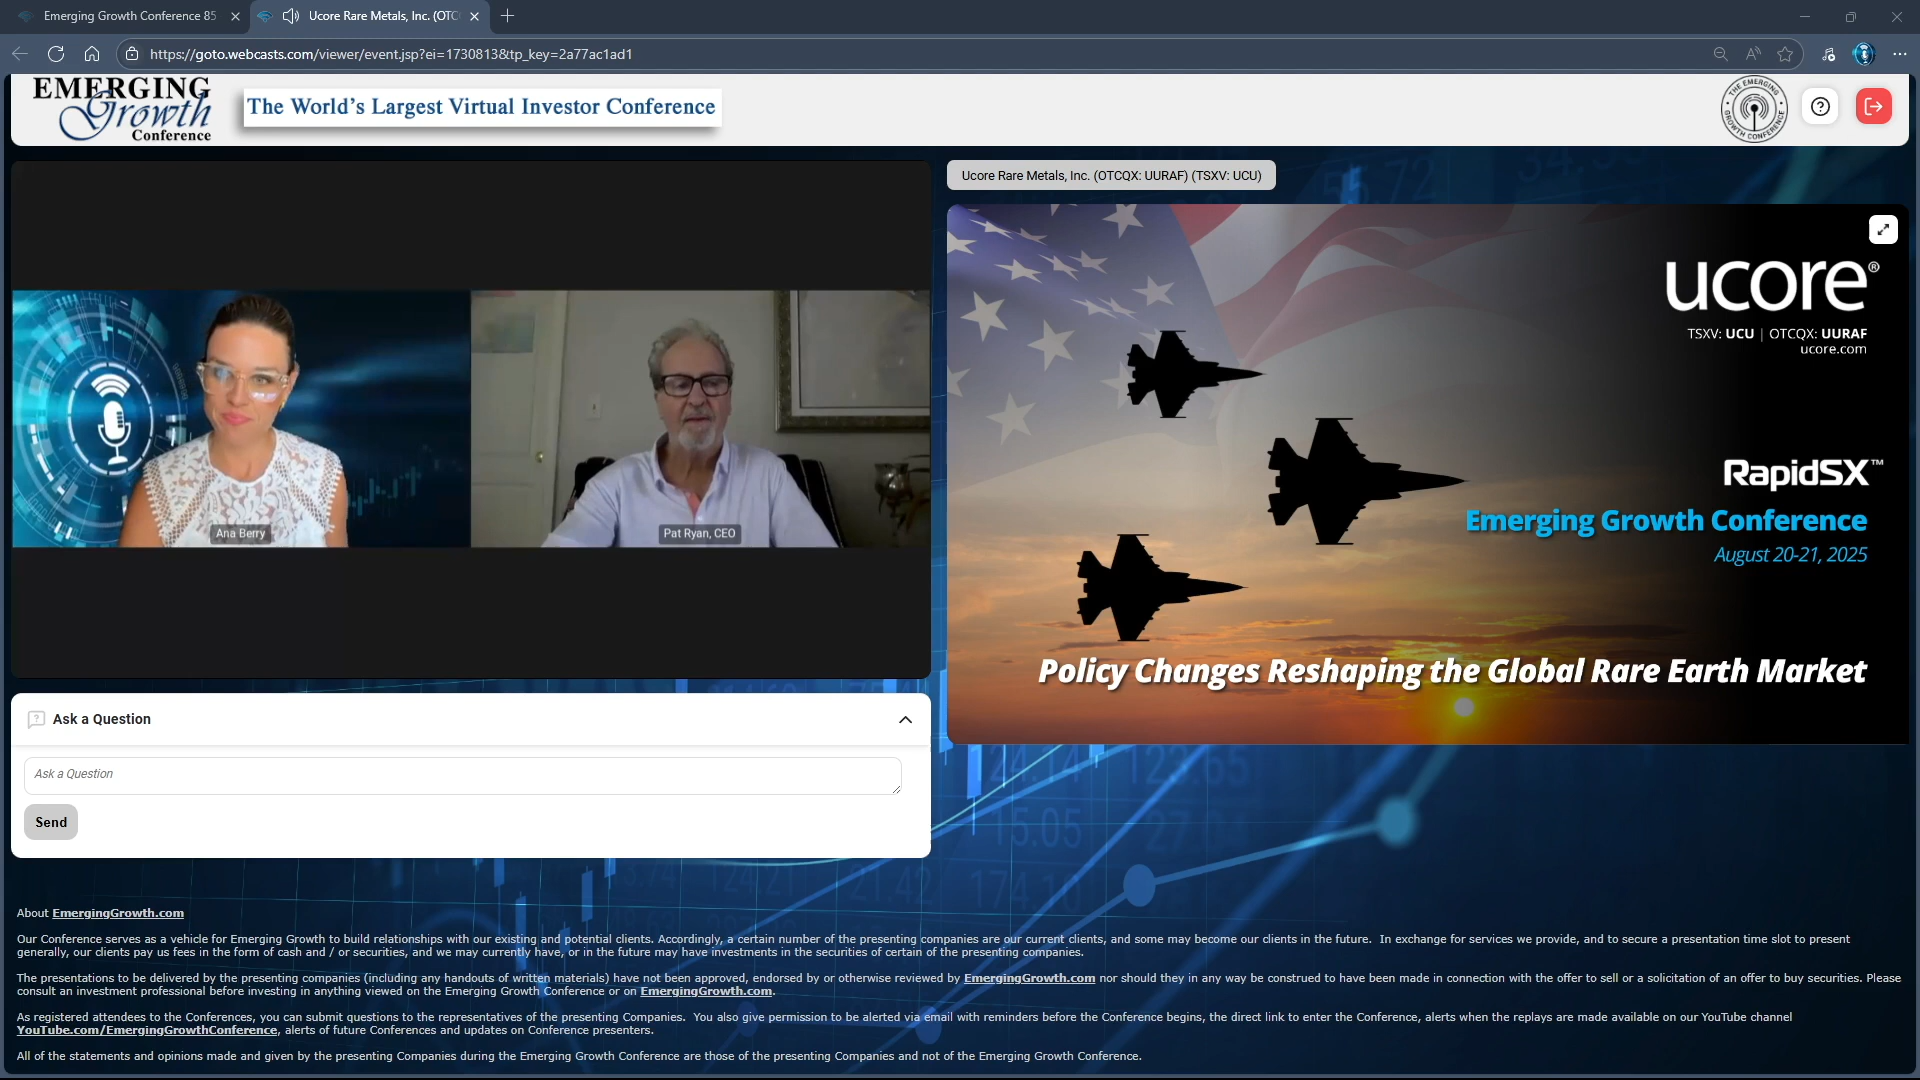 Emerging Growth Conference 85
Ucore Rare Metals, Inc. (OTC
https://goto.webcasts.com/viewer/event.jsp?ei=1730813&tp_key=2a77ac1ad1
EMERGING
Growth
Conference
The World's Largest Virtual Investor Conference
THE EMERGING
GROWTH CONFERENCE
Ucore Rare Metals, Inc. (OTCQX: UURAF) (TSXV: UCU)
Ana Berry
Pat Ryan, CEO
ucore®
TSXV: UCU | OTCQX: UURAF
ucore.com
RapidSX™
Emerging Growth Conference
August 20-21, 2025
Policy Changes Reshaping the Global Rare Earth Market
Ask a Question
Ask a Question
Send
About EmergingGrowth.com
Our Conference serves as a vehicle for Emerging Growth to build relationships with our existing and potential clients. Accordingly, a certain number of the presenting companies are our current clients, and some may become our clients in the future. In exchange for services we provide, and to secure a presentation time slot to present
generally, our clients pay us fees in the form of cash and / or securities, and we may currently have, or in the future may have investments in the securities of certain of the presenting companies.
The presentations to be delivered by the presenting companies (including any handouts of written materials) have not been approved, endorsed by or otherwise reviewed by EmergingGrowth.com nor should they in any way be construed to have been made in connection with the offer to sell or a solicitation of an offer to buy securities. Please
consult an investment professional before investing in anything viewed on the Emerging Growth Conference or on EmergingGrowth.com.
As registered attendees to the Conferences, you can submit questions to the representatives of the presenting Companies. You also give permission to be alerted via email with reminders before the Conference begins, the direct link to enter the Conference, alerts when the replays are made available on our YouTube channel
YouTube.com/EmergingGrowthConference, alerts of future Conferences and updates on Conference presenters.
All of the statements and opinions made and given by the presenting Companies during the Emerging Growth Conference are those of the presenting Companies and not of the Emerging Growth Conference.